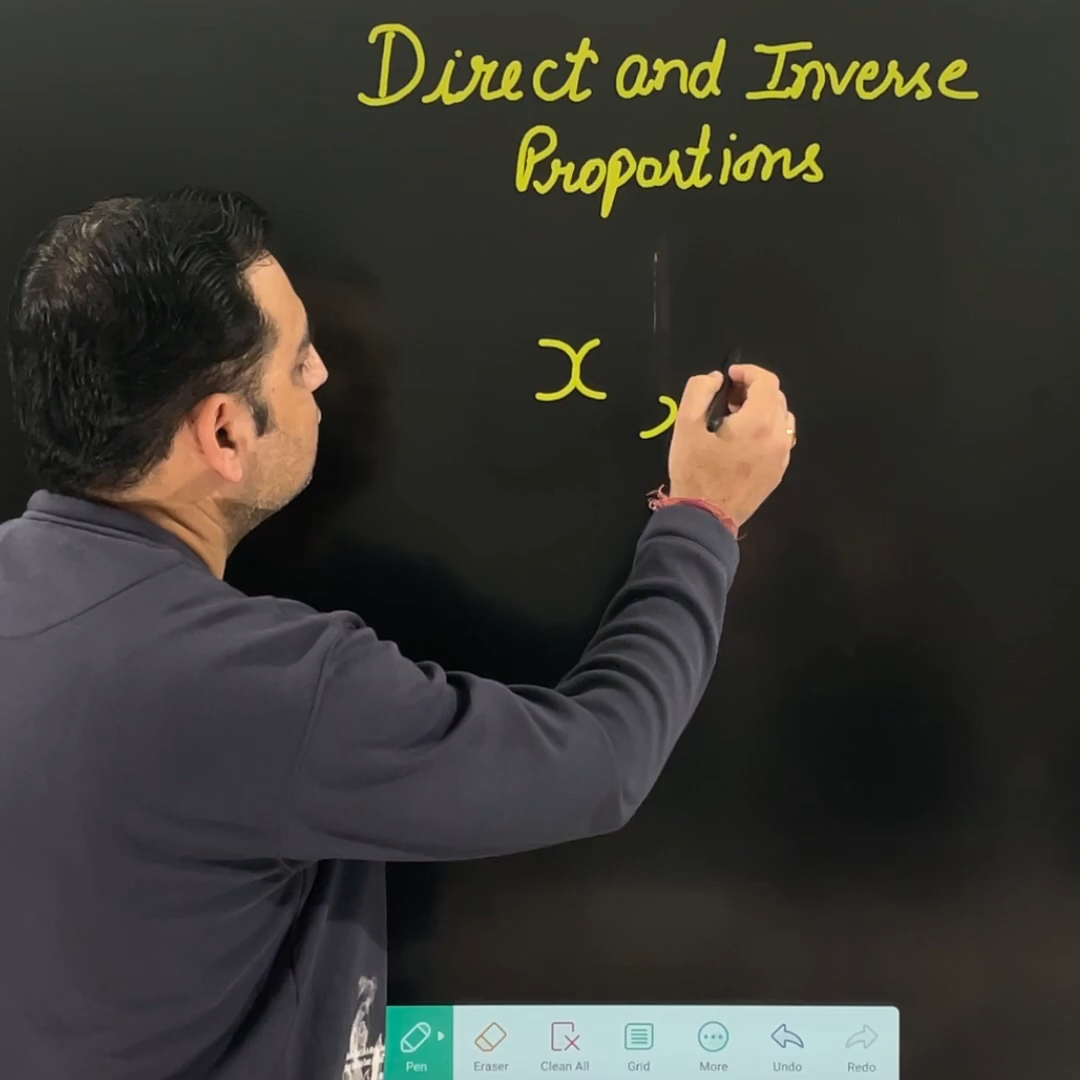 Direct and Inverse
Proportions
x ,
Pen
Eraser
Clean All
Grid
More
Undo
Redo